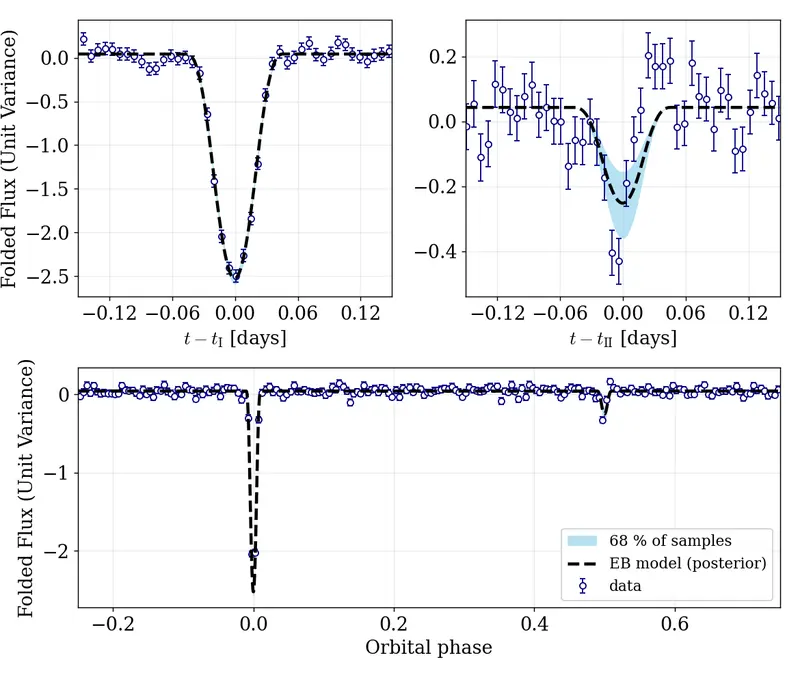 Folded Flux (Unit Variance)
0.0
−0.5
−1.0
−1.5
−2.0
−2.5
−0.12 −0.06 0.00 0.06 0.12
t − tI [days]
0.2
0.0
−0.2
−0.4
−0.12 −0.06 0.00 0.06 0.12
t − tII [days]
Folded Flux (Unit Variance)
0
−1
−2
68 % of samples
EB model (posterior)
data
−0.2 0.0 0.2 0.4 0.6
Orbital phase